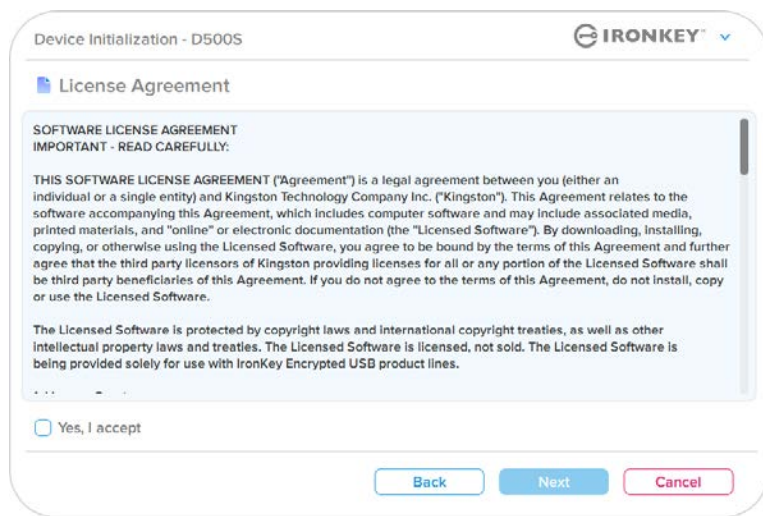 Device Initialization - D500S
IRONKEY
License Agreement
SOFTWARE LICENSE AGREEMENT
IMPORTANT - READ CAREFULLY:
THIS SOFTWARE LICENSE AGREEMENT ("Agreement") is a legal agreement between you (either an
individual or a single entity) and Kingston Technology Company Inc. ("Kingston"). This Agreement relates to the
software accompanying this Agreement, which includes computer software and may include associated media,
printed materials, and "online" or electronic documentation (the "Licensed Software"). By downloading, installing,
copying, or otherwise using the Licensed Software, you agree to be bound by the terms of this Agreement and further
agree that the third party licensors of Kingston providing licenses for all or any portion of the Licensed Software shall
be third party beneficiaries of this Agreement. If you do not agree to the terms of this Agreement, do not install, copy
or use the Licensed Software.
The Licensed Software is protected by copyright laws and international copyright treaties, as well as other
intellectual property laws and treaties. The Licensed Software is licensed, not sold. The Licensed Software is
being provided solely for use with IronKey Encrypted USB product lines.
Yes, I accept
Back
Next
Cancel